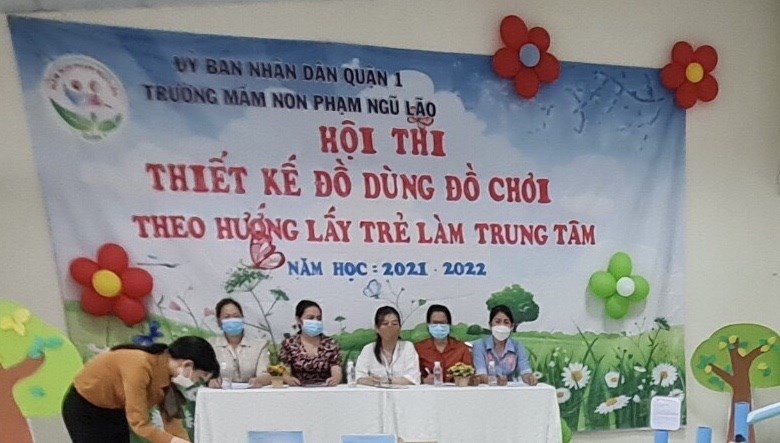 ỦY BAN NHÂN DÂN QUẬN 1
TRƯỜNG MẦM NON PHẠM NGŨ LÃO
HỘI THI
THIẾT KẾ ĐỒ DÙNG ĐỒ CHƠI
THEO HƯỚNG LẤY TRẺ LÀM TRUNG TÂM
NĂM HỌC : 2021 - 2022